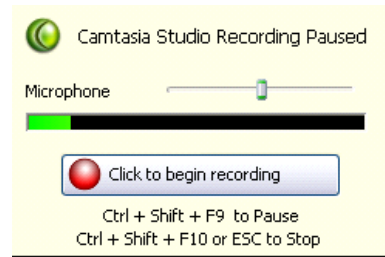 Camtasia Studio Recording Paused
Microphone
Click to begin recording
Ctrl + Shift + F9 to Pause
Ctrl + Shift + F10 or ESC to Stop